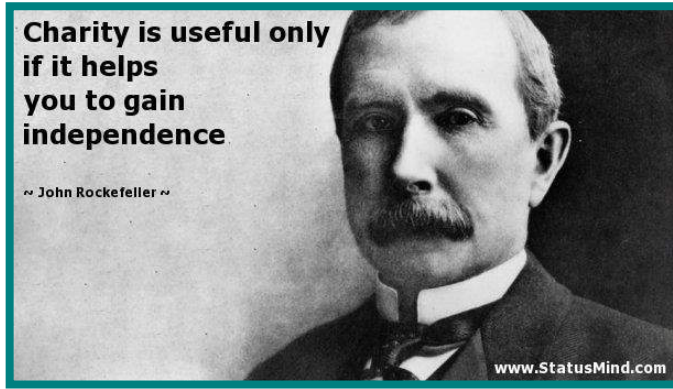 Charity is useful only
if it helps
you to gain
independence
~ John Rockefeller ~
www.StatusMind.com